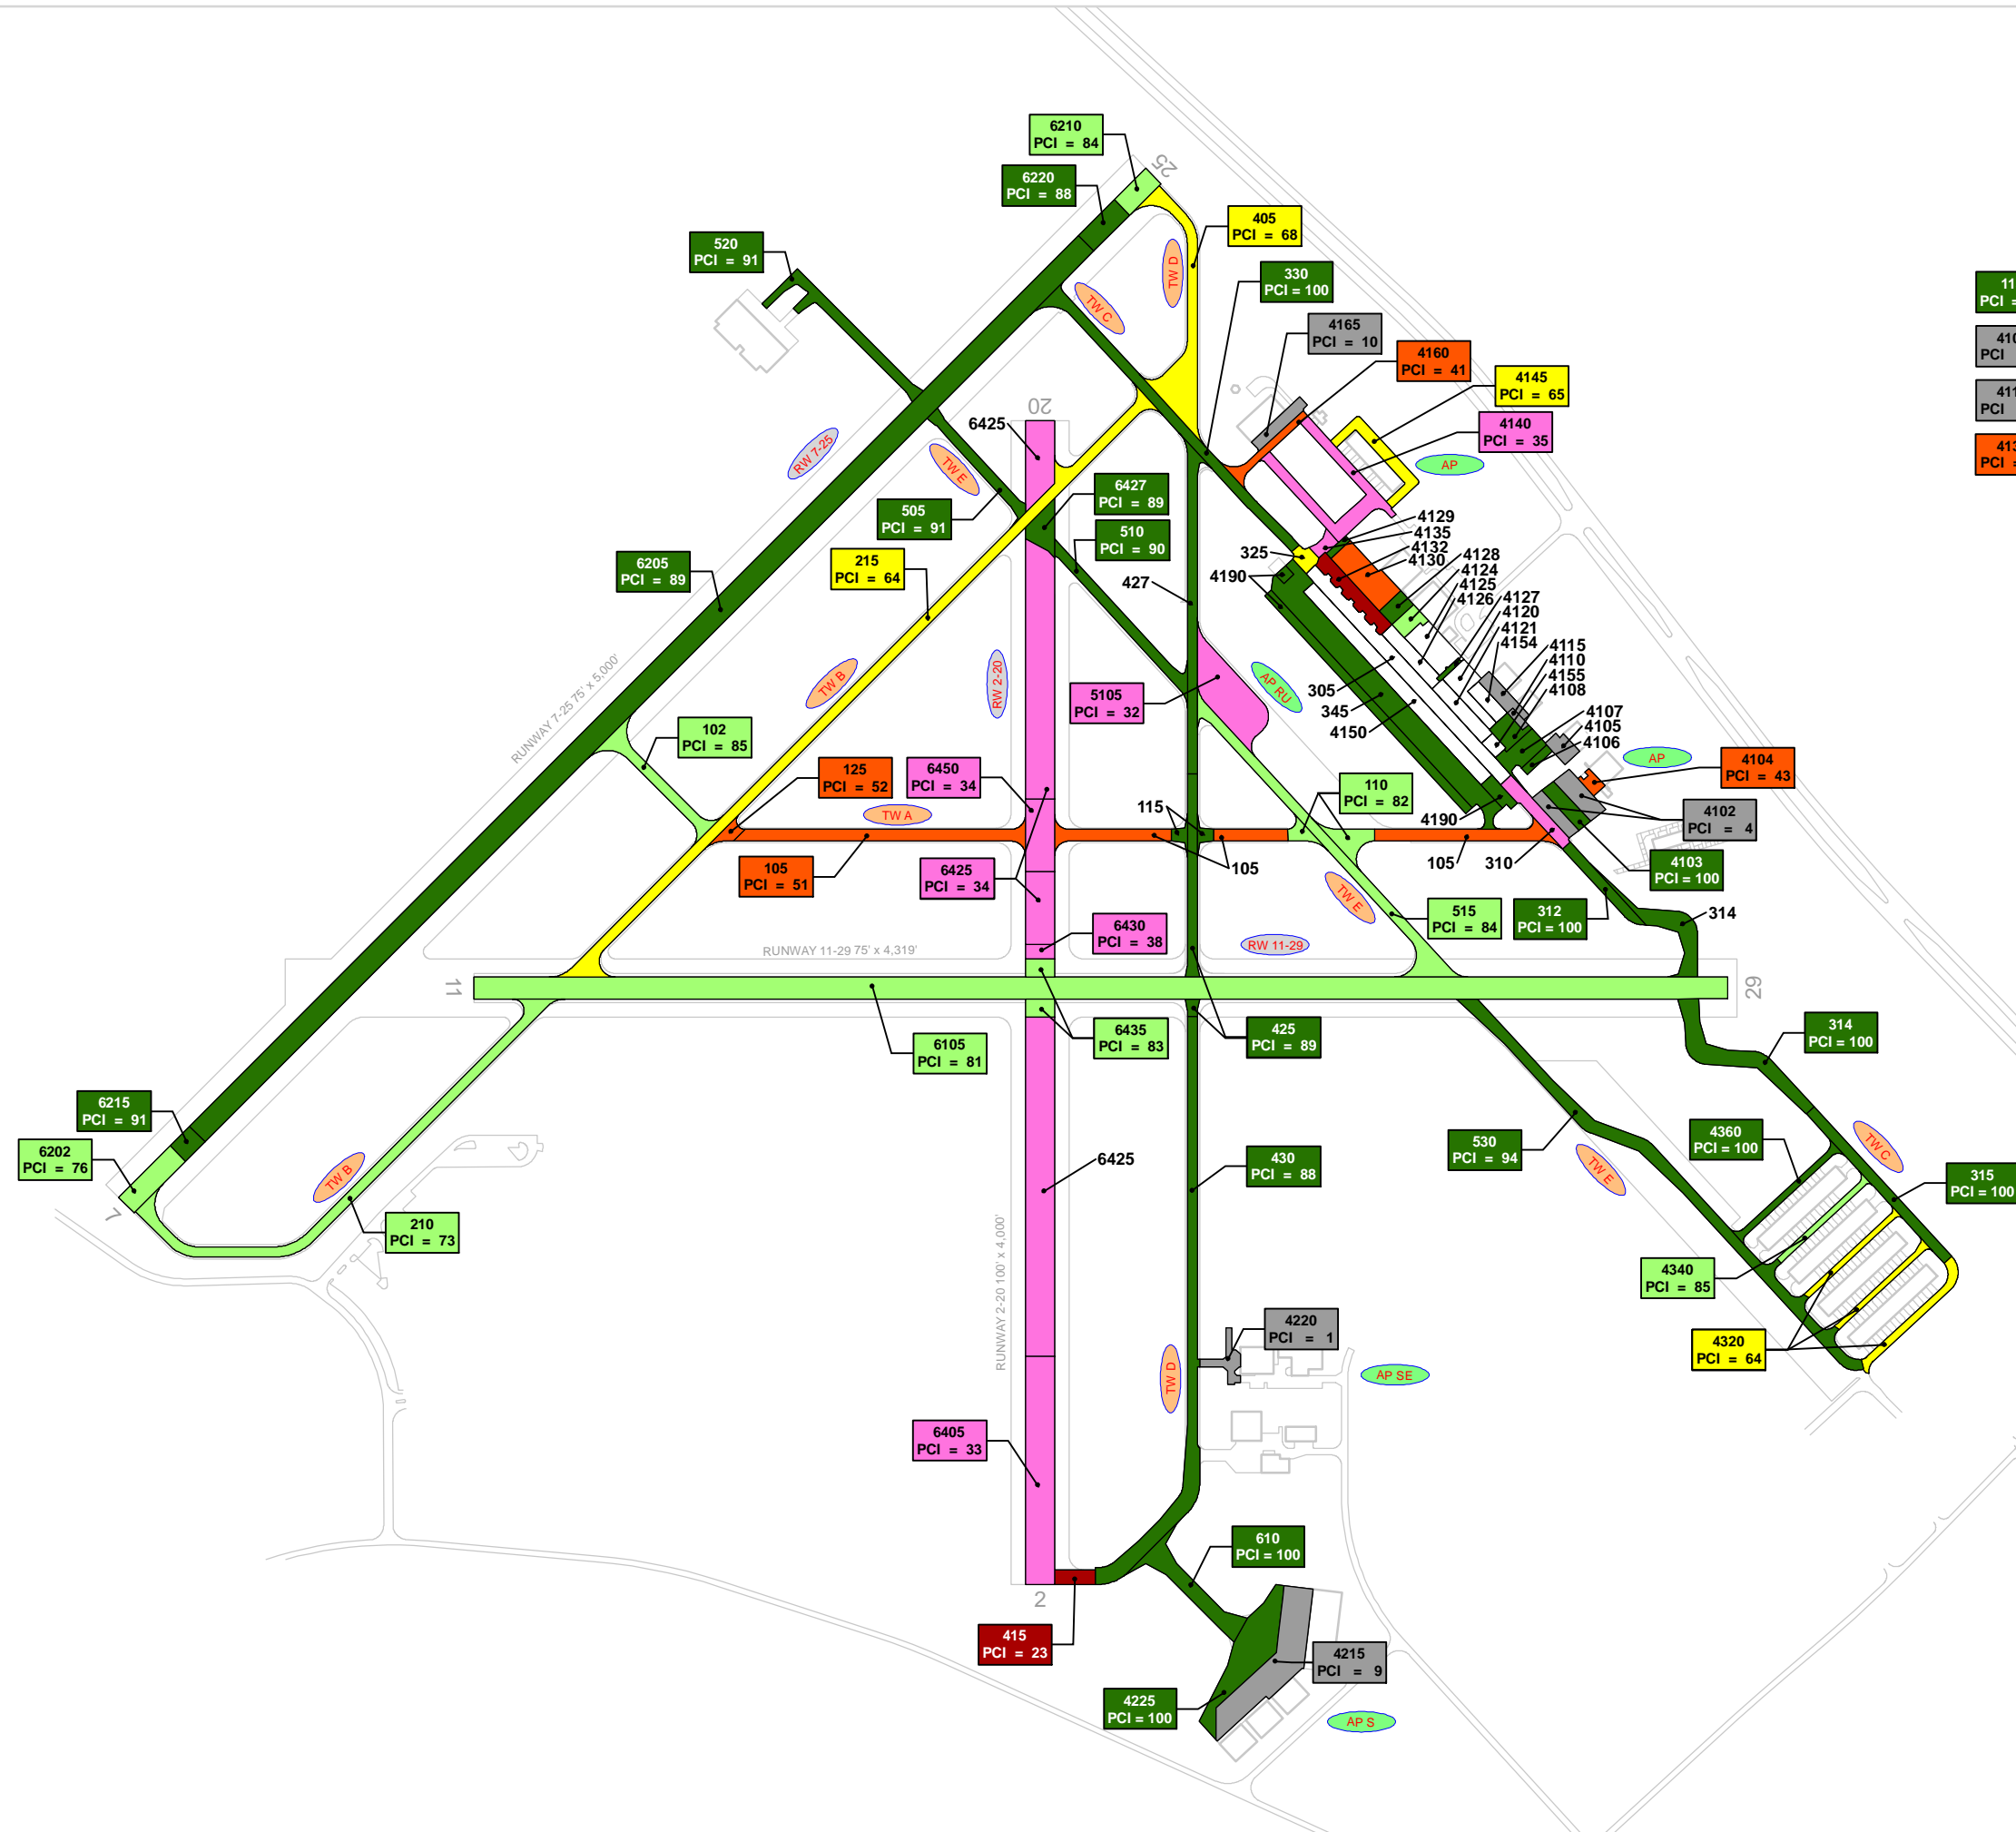 6210
PCI = 84
25
6220
PCI = 88
405
PCI = 68
520
PCI = 91
TW D
330
PCI = 100
TW C
4165
PCI = 10
4160
PCI = 41
4145
PCI = 65
4140
PCI = 35
11
PCI =
410
PCI
411
PCI
413
PCI =
20
6425
RW 7-25
TW E
AP
6427
PCI = 89
505
PCI = 91
510
PCI = 90
4129
4135
4132
4130
4128
4124
4125
4126
4127
4120
4121
4154
4115
4110
4155
4108
4107
4105
4106
325
4190
427
6205
PCI = 89
215
PCI = 64
RUNWAY 7-25 75' x 5,000'
TW B
RW 2-20
AP RU
5105
PCI = 32
305
345
4150
102
PCI = 85
125
PCI = 52
6450
PCI = 34
TW A
115
110
PCI = 82
AP
4104
PCI = 43
4102
PCI = 4
4190
105
PCI = 51
6425
PCI = 34
105
105
310
4103
PCI = 100
TW E
515
PCI = 84
312
PCI = 100
314
6430
PCI = 38
RW 11-29
RUNWAY 11-29 75' x 4,319'
11
29
6105
PCI = 81
6435
PCI = 83
425
PCI = 89
314
PCI = 100
6215
PCI = 91
6202
PCI = 76
7
TW B
210
PCI = 73
6425
430
PCI = 88
530
PCI = 94
TW E
4360
PCI = 100
TW C
315
PCI = 100
4340
PCI = 85
4320
PCI = 64
RUNWAY 2-20 100' x 4,000'
4220
PCI = 1
TW D
AP SE
6405
PCI = 33
610
PCI = 100
2
415
PCI = 23
4215
PCI = 9
4225
PCI = 100
AP S